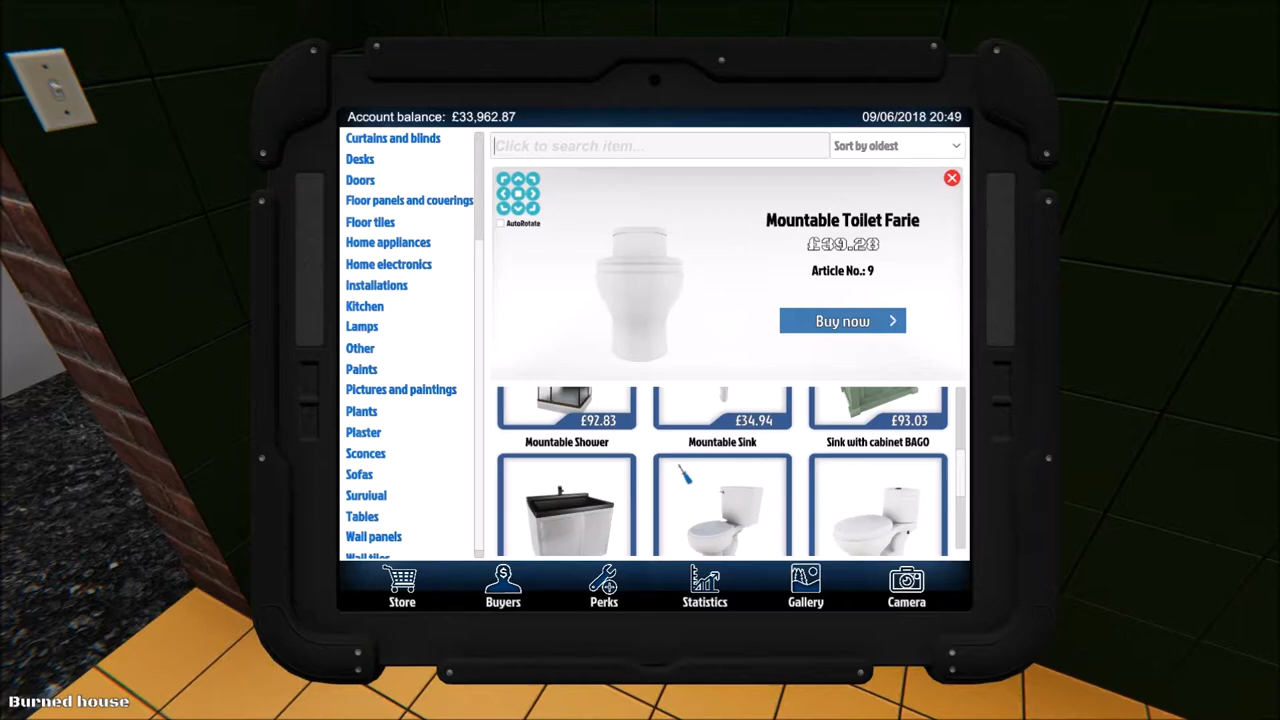 Account balance: £33,962.87
09/06/2018 20:49
Curtains and blinds
Desks
Doors
Floor panels and coverings
Floor tiles
Home appliances
Home electronics
Installations
Kitchen
Lamps
Other
Paints
Pictures and paintings
Plants
Plaster
Sconces
Sofas
Survival
Tables
Wall panels
Wall tiles
Click to search item...
Sort by oldest
AutoRotate
Mountable Toilet Farie
£39.28
Article No.: 9
Buy now
£92.83
£34.94
£93.03
Mountable Shower
Mountable Sink
Sink with cabinet BAGO
Store
Buyers
Perks
Statistics
Gallery
Camera
Burned house